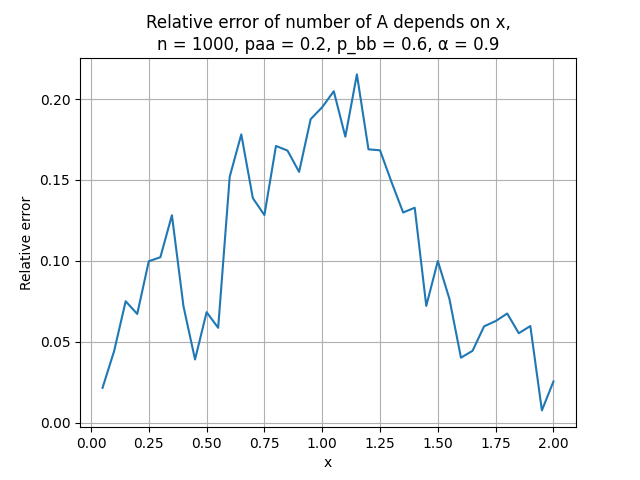 Relative error of number of A depends on x,
n = 1000, paa = 0.2, p_bb = 0.6, α = 0.9
Relative error
0.20
0.15
0.10
0.05
0.00
0.00 0.25 0.50 0.75 1.00 1.25 1.50 1.75 2.00
x